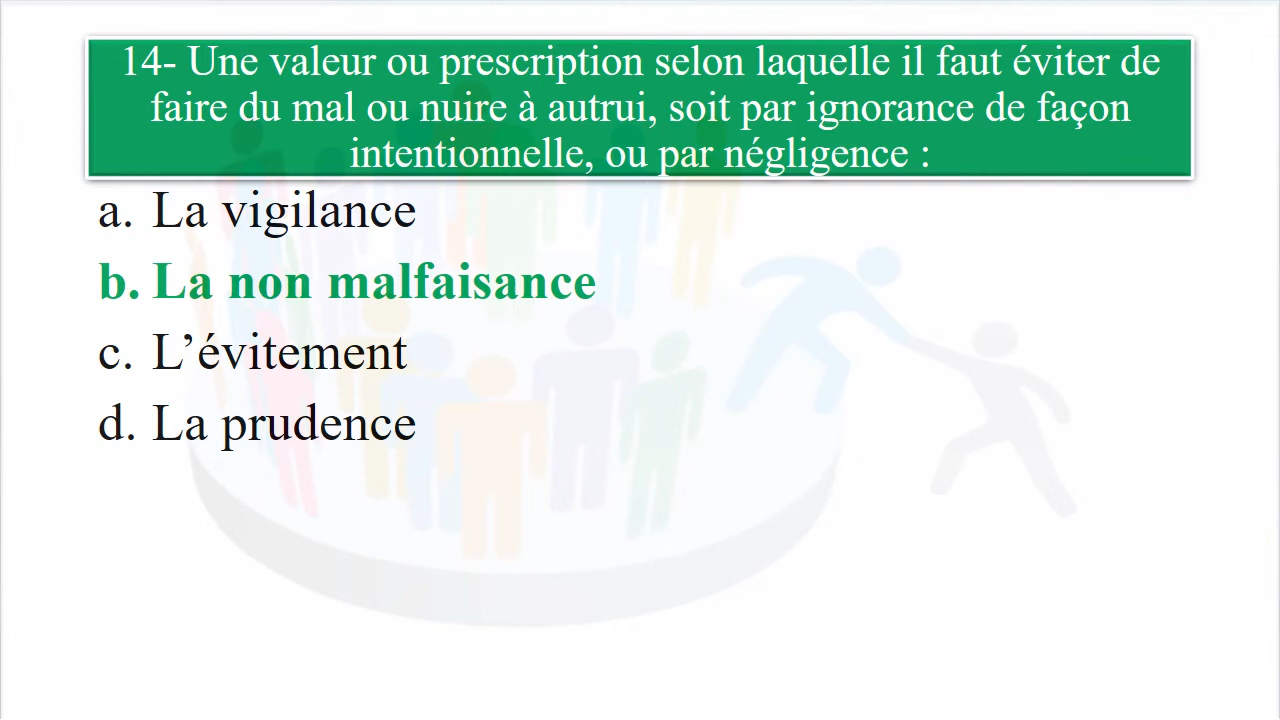 14- Une valeur ou prescription selon laquelle il faut éviter de
faire du mal ou nuire à autrui, soit par ignorance de façon
intentionnelle, ou par négligence :
a. La vigilance
b. La non malfaisance
c. L’évitement
d. La prudence